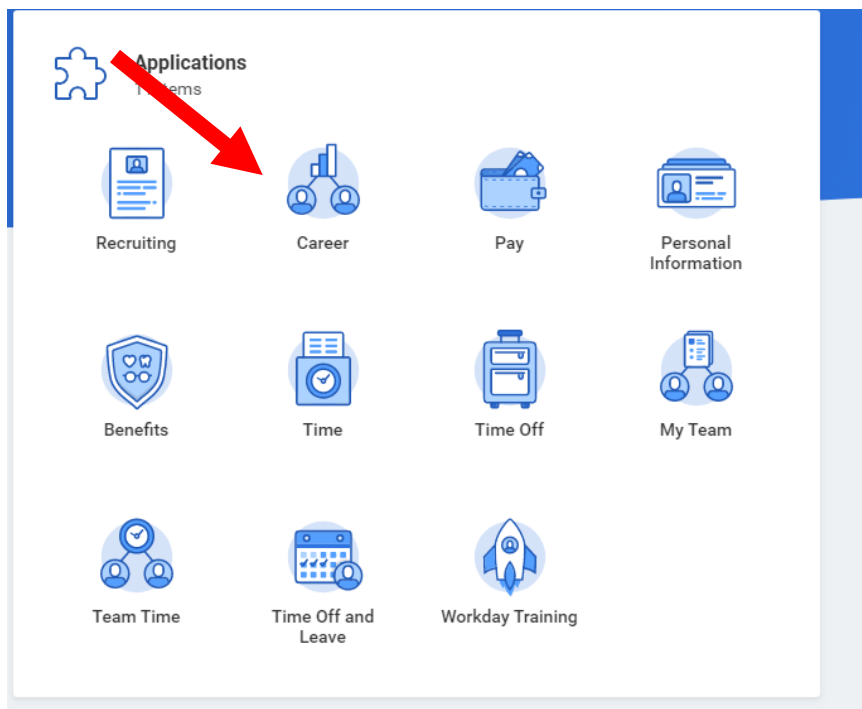 Applications
items
Recruiting
Career
Pay
Personal
Information
Benefits
Time
Time Off
My Team
Team Time
Time Off and
Leave
Workday Training